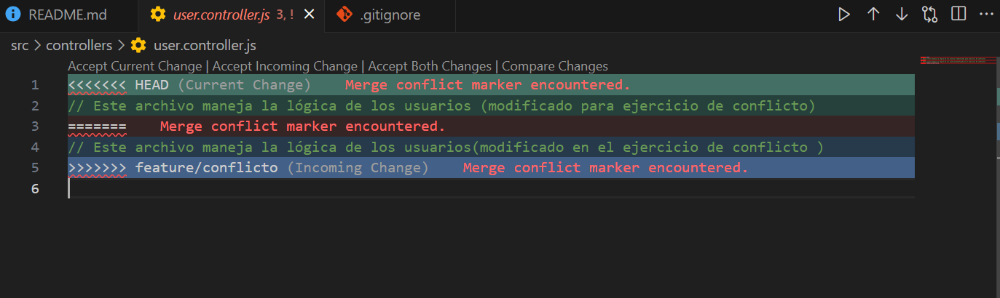 README.md user.controller.js 3, ! .gitignore
src > controllers > user.controller.js
Accept Current Change | Accept Incoming Change | Accept Both Changes | Compare Changes
1 <<<<<<< HEAD (Current Change) Merge conflict marker encountered.
2 // Este archivo maneja la lógica de los usuarios (modificado para ejercicio de conflicto)
3 ======= Merge conflict marker encountered.
4 // Este archivo maneja la lógica de los usuarios(modificado en el ejercicio de conflicto )
5 >>>>>>> feature/conflicto (Incoming Change) Merge conflict marker encountered.
6